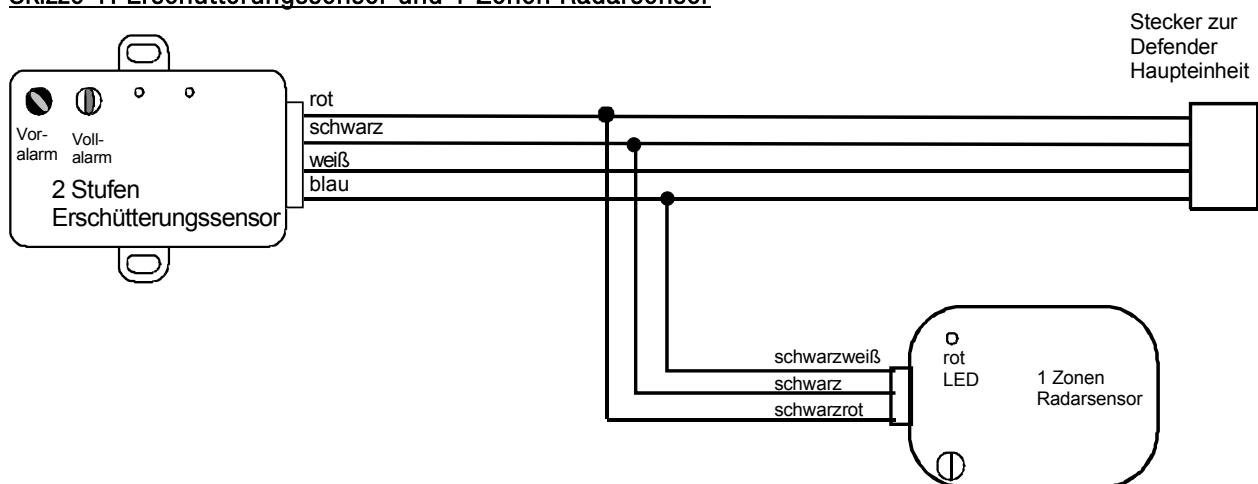 Skizze 1: Erschütterungssensor und 1 Zonen Radarsensor
Stecker zur
Defender
Haupteinheit
rot
schwarz
weiß
blau
Vor-
alarm
Voll-
alarm
2 Stufen
Erschütterungssensor
schwarzweiß
schwarz
schwarzrot
rot
LED
1 Zonen
Radarsensor